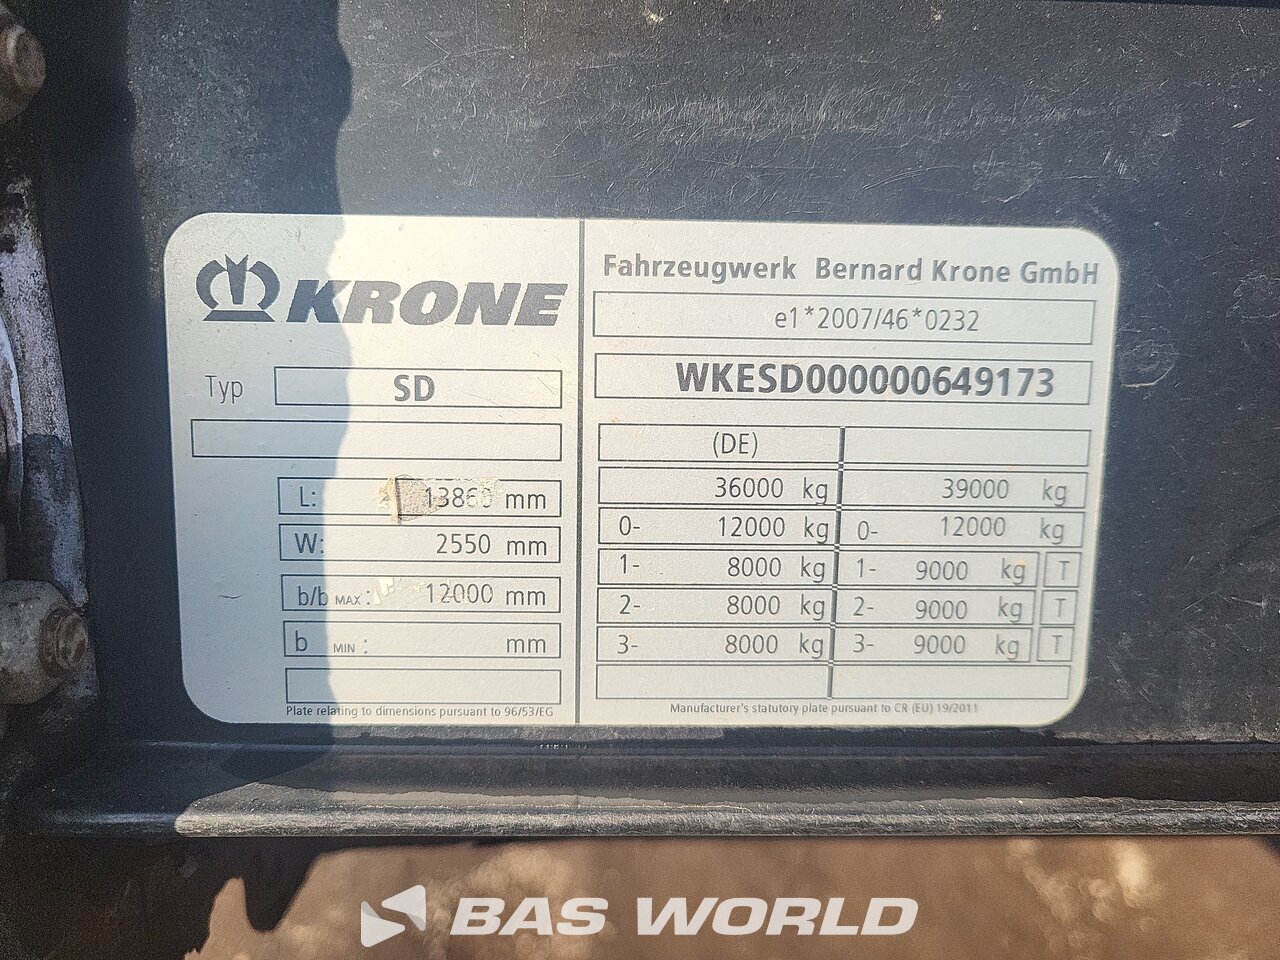 KRONE
Typ SD
L: 13860 mm
W: 2550 mm
b/b MAX : 12000 mm
b MIN : mm
Plate relating to dimensions pursuant to 96/53/EG
Fahrzeugwerk Bernard Krone GmbH
e1*2007/46*0232
WKESD000000649173
(DE)
36000 kg 39000 kg
0- 12000 kg 0- 12000 kg
1- 8000 kg 1- 9000 kg T
2- 8000 kg 2- 9000 kg T
3- 8000 kg 3- 9000 kg T
Manufacturer's statutory plate pursuant to CR (EU) 19/2011
BAS WORLD